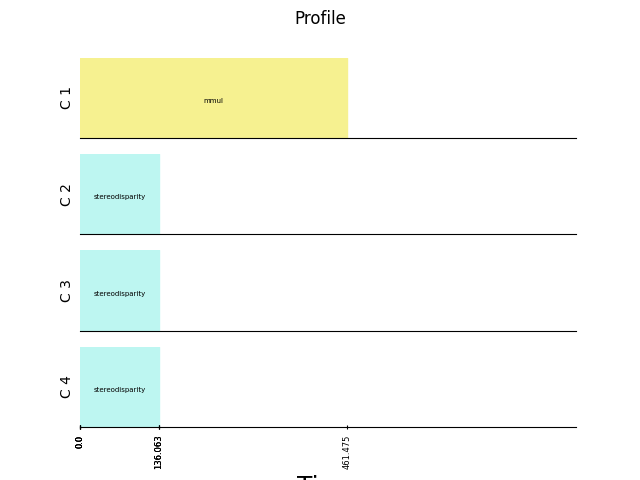 Profile
C 1
mmul
C 2
stereodisparity
C 3
stereodisparity
C 4
stereodisparity
0.0
136.063
461.475